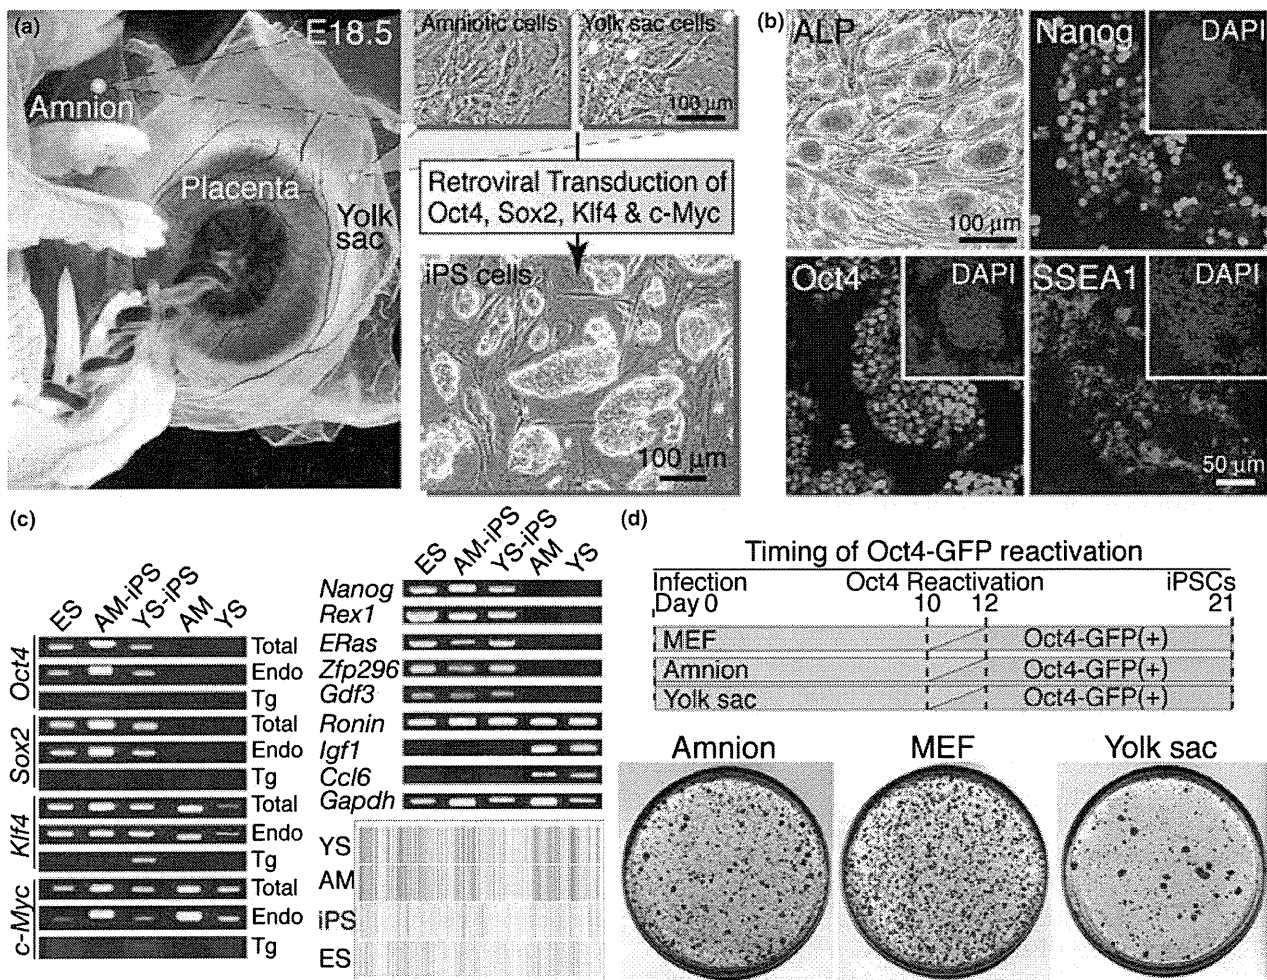 (a)
E18.5
Amnion
Placenta
Yolk
sac
Amniotic cells
Yolk sac cells
100 μm
Retroviral Transduction of
Oct4, Sox2, Klf4 & c-Myc
iPS cells
100 μm
(b)
ALP
100 μm
Nanog
DAPI
Oct4
DAPI
SSEA1
DAPI
50 μm
(c)
ES AM-iPS YS-iPS AM YS
Oct4
Total
Endo
Tg
Sox2
Total
Endo
Tg
Klf4
Total
Endo
Tg
c-Myc
Total
Endo
Tg
ES AM-iPS YS-iPS AM YS
Nanog
Rex1
ERas
Zfp296
Gdf3
Ronin
Igf1
Ccl6
Gapdh
YS
AM
iPS
ES
(d)
Timing of Oct4-GFP reactivation
Infection Oct4 Reactivation iPSCs
Day 0 10 12 21
MEF Oct4-GFP(+)
Amnion Oct4-GFP(+)
Yolk sac Oct4-GFP(+)
Amnion MEF Yolk sac